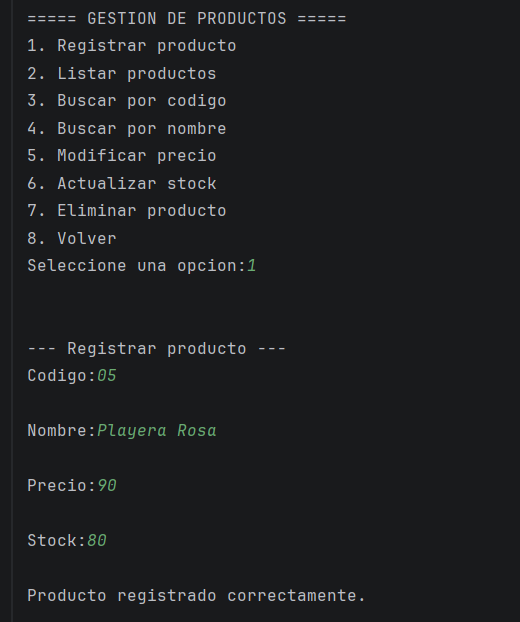 ===== GESTION DE PRODUCTOS =====
1. Registrar producto
2. Listar productos
3. Buscar por codigo
4. Buscar por nombre
5. Modificar precio
6. Actualizar stock
7. Eliminar producto
8. Volver
Seleccione una opcion:1
--- Registrar producto ---
Codigo:05
Nombre:Playera Rosa
Precio:90
Stock:80
Producto registrado correctamente.